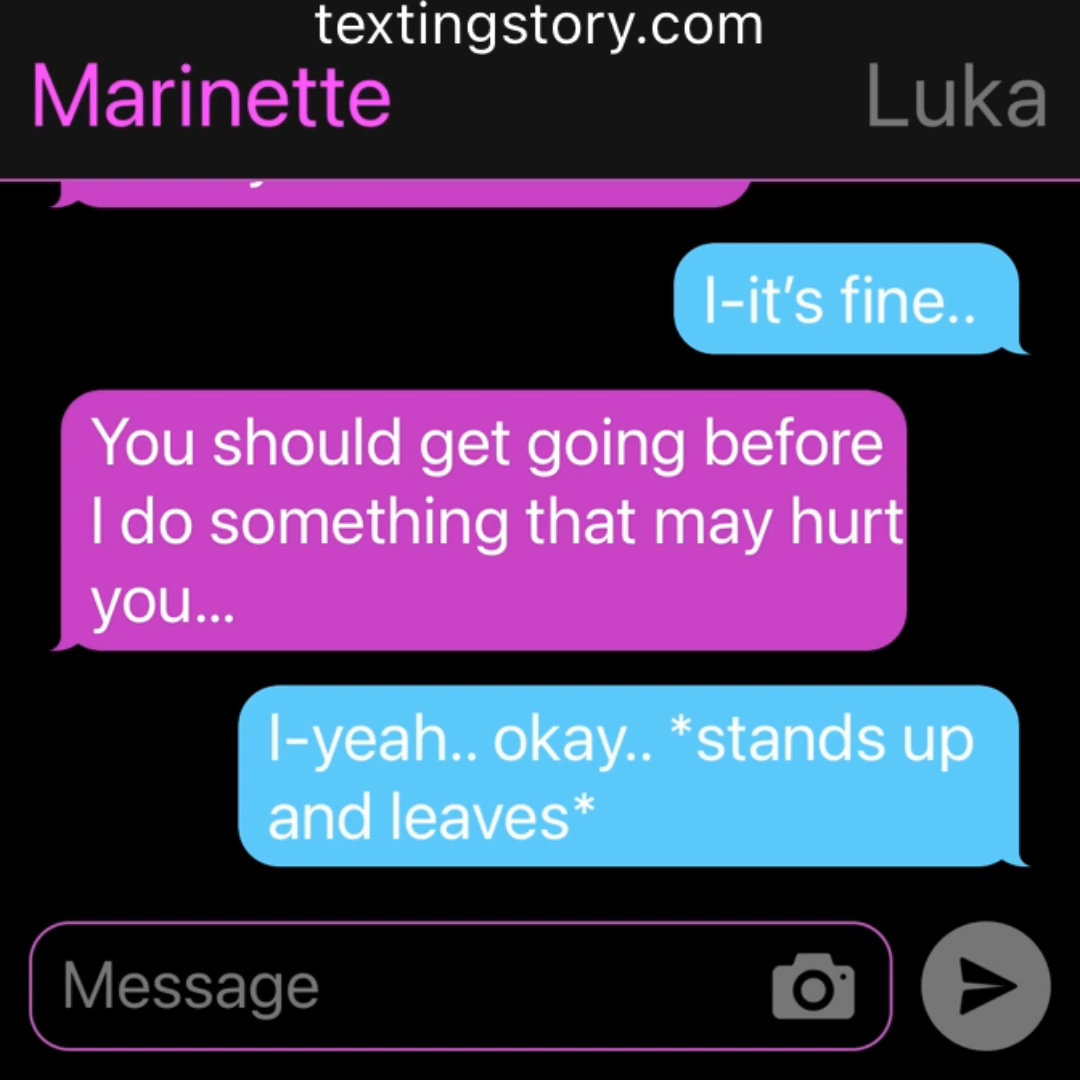 textingstory.com
Marinette
Luka
I-it’s fine..
You should get going before
I do something that may hurt
you...
I-yeah.. okay.. *stands up
and leaves*
Message